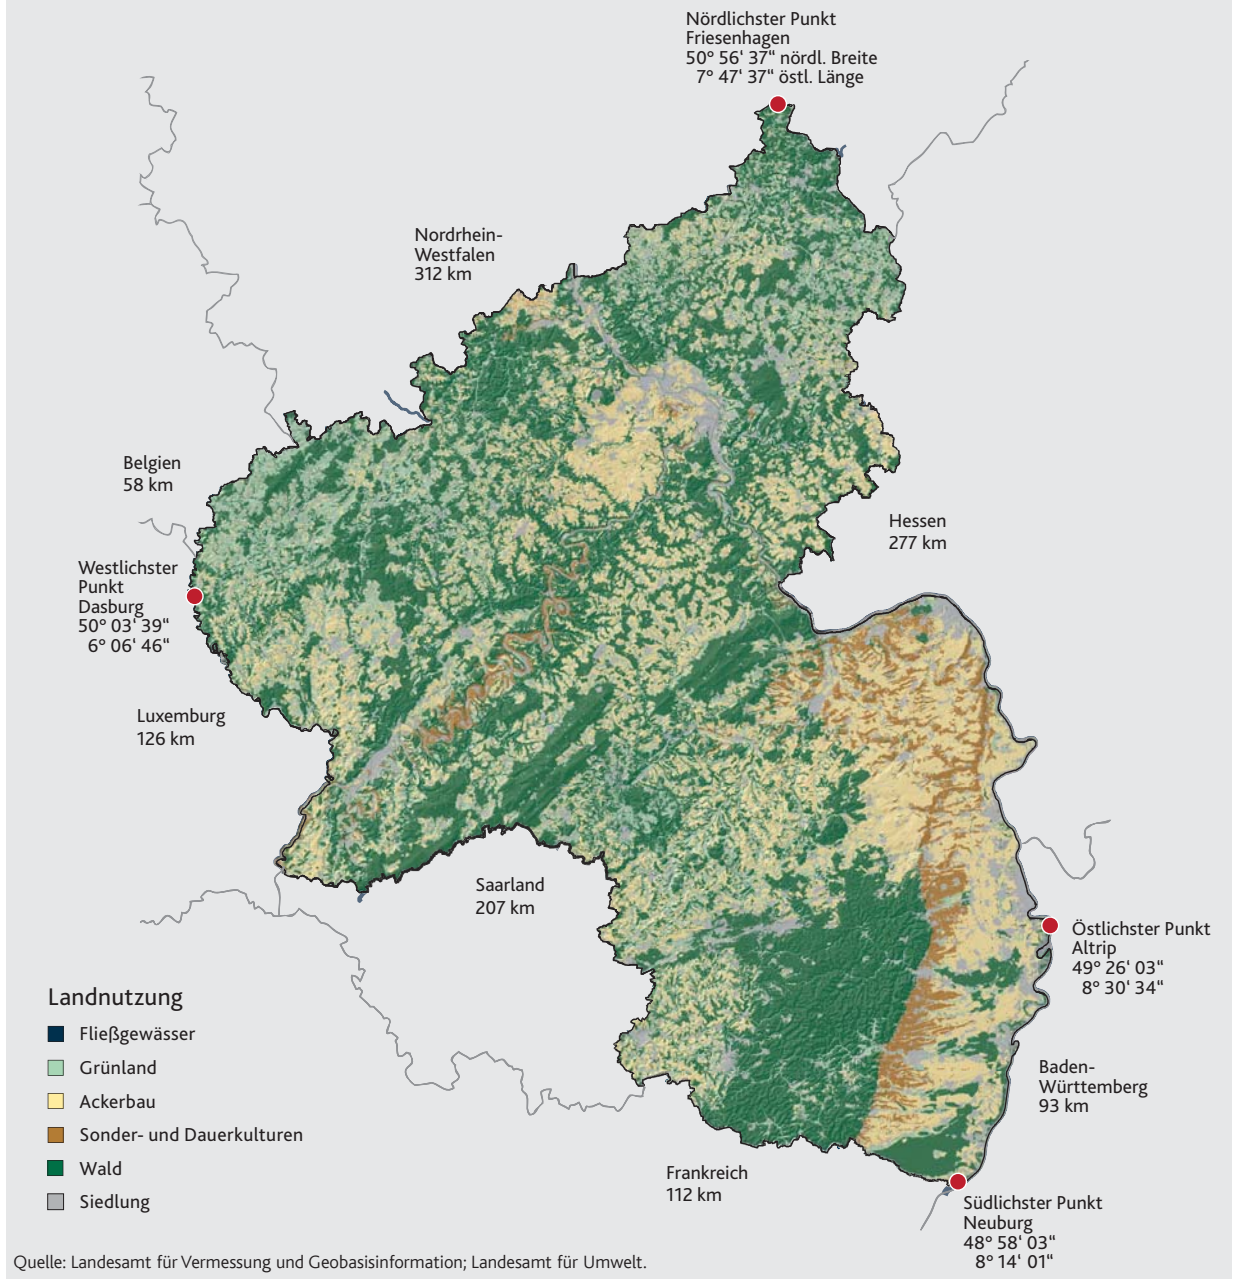 Nördlichster Punkt
Friesenhagen
50° 56‘ 37“ nördl. Breite
7° 47‘ 37“ östl. Länge
Nordrhein-
Westfalen
312 km
Belgien
58 km
Hessen
277 km
Westlichster
Punkt
Dasburg
50° 03‘ 39“
6° 06‘ 46“
Luxemburg
126 km
Saarland
207 km
Östlichster Punkt
Altrip
49° 26‘ 03“
8° 30‘ 34“
Baden-
Württemberg
93 km
Frankreich
112 km
Südlichster Punkt
Neuburg
48° 58‘ 03“
8° 14‘ 01“
Landnutzung
Fließgewässer
Grünland
Ackerbau
Sonder- und Dauerkulturen
Wald
Siedlung
Quelle: Landesamt für Vermessung und Geobasisinformation; Landesamt für Umwelt.